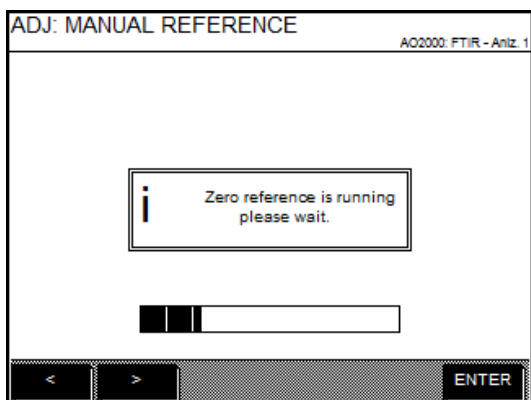 ADJ: MANUAL REFERENCE
AO2000: FTIR - Anlz. 1
i
Zero reference is running
please wait.
< > ENTER